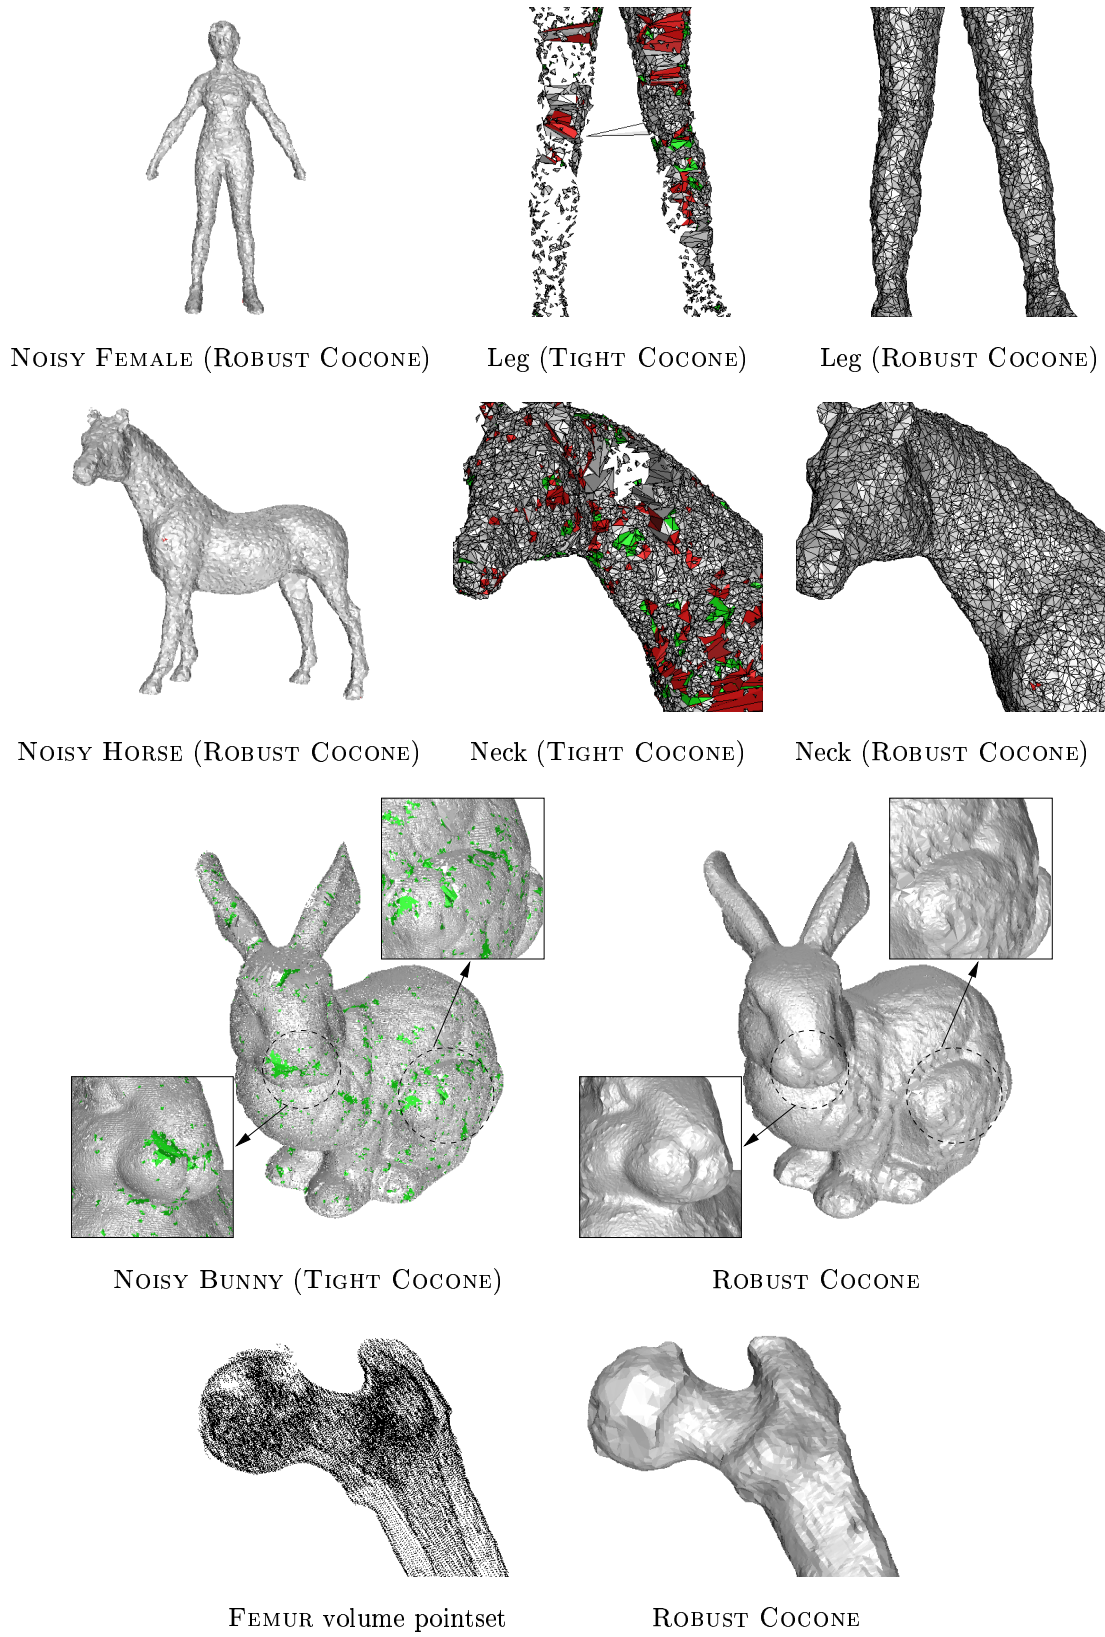 NOISY FEMALE (ROBUST COCONE)
Leg (TIGHT COCONE)
Leg (ROBUST COCONE)
NOISY HORSE (ROBUST COCONE)
Neck (TIGHT COCONE)
Neck (ROBUST COCONE)
NOISY BUNNY (TIGHT COCONE)
ROBUST COCONE
FEMUR volume pointset
ROBUST COCONE